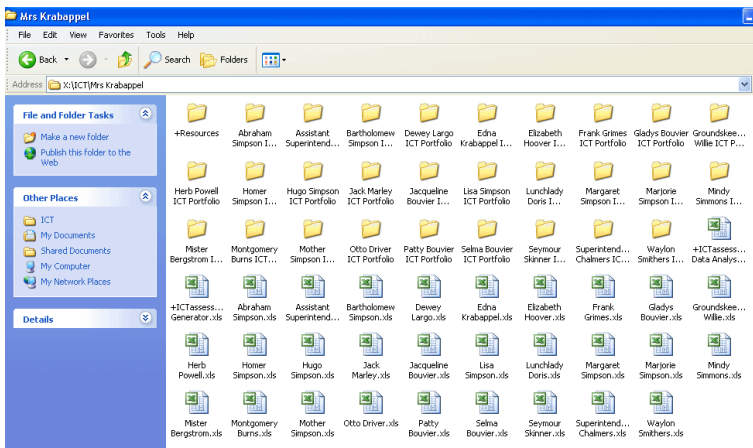 Mrs Krabappel
File Edit View Favorites Tools Help
Back Search Folders
Address X:\ICT\Mrs Krabappel
File and Folder Tasks
Make a new folder
Publish this folder to the
Web
Other Places
ICT
My Documents
Shared Documents
My Computer
My Network Places
Details
+Resources Abraham Assistant Bartholomew Dewey Largo Edna Elizabeth Frank Grimes Gladys Bouvier Groundskee...
Simpson I... Superintend... Simpson I... ICT Portfolio Krabappel I... Hoover I... ICT Portfolio ICT Portfolio Willie ICT P...
Herb Powell Homer Hugo Simpson Jack Marley Jacqueline Lisa Simpson Lunchlady Margaret Marjorie Mindy
ICT Portfolio Simpson I... ICT Portfolio ICT Portfolio Bouvier I... ICT Portfolio Doris I... Simpson I... Simpson I... Simmons I...
Mister Montgomery Mother Otto Driver Patty Bouvier Selma Bouvier Seymour Superintend... Waylon +ICTassess...
Bergstrom I... Burns ICT... Simpson I... ICT Portfolio ICT Portfolio ICT Portfolio Skinner I... Chalmers IC... Smithers I... Data Analys...
+ICTassess... Abraham Assistant Bartholomew Dewey Edna Elizabeth Frank Gladys Groundskee...
Generator.xls Simpson.xls Superintend... Simpson.xls Largo.xls Krabappel.xls Hoover.xls Grimes.xls Bouvier.xls Willie.xls
Herb Homer Hugo Jack Jacqueline Lisa Lunchlady Margaret Marjorie Mindy
Powell.xls Simpson.xls Simpson.xls Marley.xls Bouvier.xls Simpson.xls Doris.xls Simpson.xls Simpson.xls Simmons.xls
Mister Montgomery Mother Otto Driver.xls Patty Selma Seymour Superintend... Waylon
Bergstrom.xls Burns.xls Simpson.xls Bouvier.xls Bouvier.xls Skinner.xls Chalmers.xls Smithers.xls